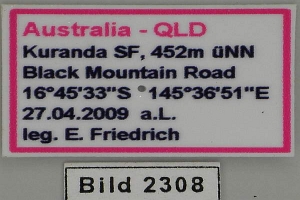 Australia - QLD
Kuranda SF, 452m üNN
Black Mountain Road
16°45'33"S 145°36'51"E
27.04.2009 a.L.
leg. E. Friedrich
Bild 2308